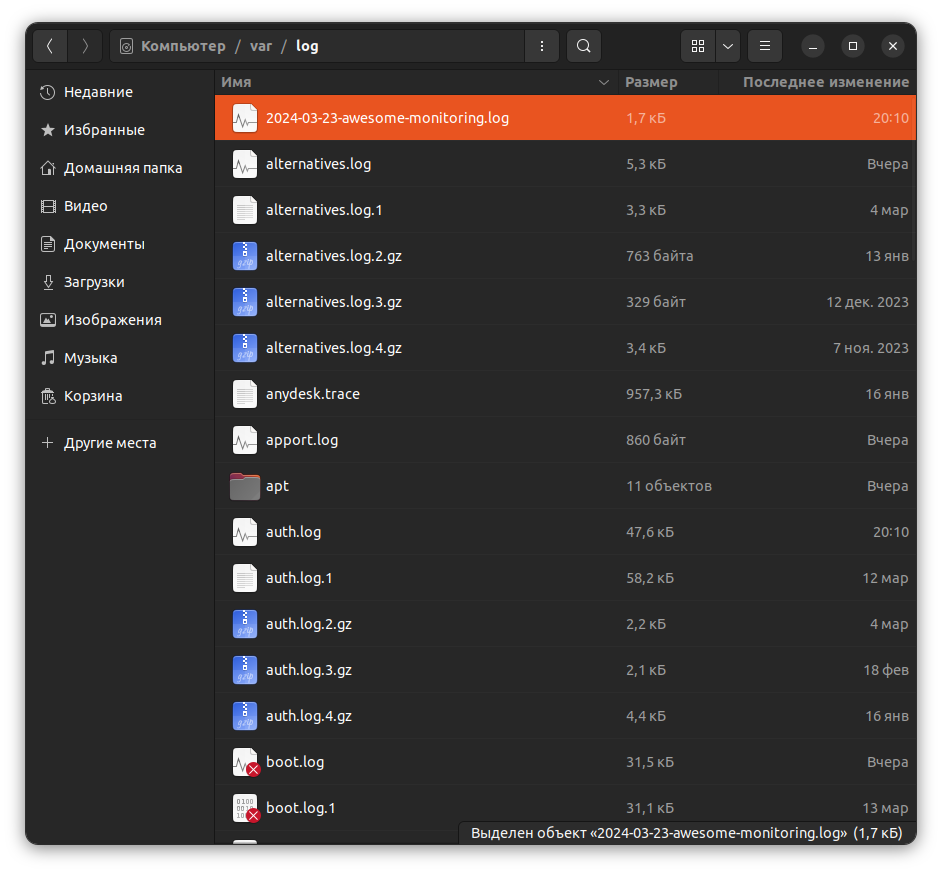 Компьютер / var / log
Имя Размер Последнее изменение
Недавние
Избранные
Домашняя папка
Видео
Документы
Загрузки
Изображения
Музыка
Корзина
Другие места
2024-03-23-awesome-monitoring.log 1,7 кБ 20:10
alternatives.log 5,3 кБ Вчера
alternatives.log.1 3,3 кБ 4 мар
alternatives.log.2.gz 763 байта 13 янв
alternatives.log.3.gz 329 байт 12 дек. 2023
alternatives.log.4.gz 3,4 кБ 7 ноя. 2023
anydesk.trace 957,3 кБ 16 янв
apport.log 860 байт Вчера
apt 11 объектов Вчера
auth.log 47,6 кБ 20:10
auth.log.1 58,2 кБ 12 мар
auth.log.2.gz 2,2 кБ 4 мар
auth.log.3.gz 2,1 кБ 18 фев
auth.log.4.gz 4,4 кБ 16 янв
boot.log 31,5 кБ Вчера
boot.log.1 31,1 кБ 13 мар
Выделен объект «2024-03-23-awesome-monitoring.log» (1,7 кБ)